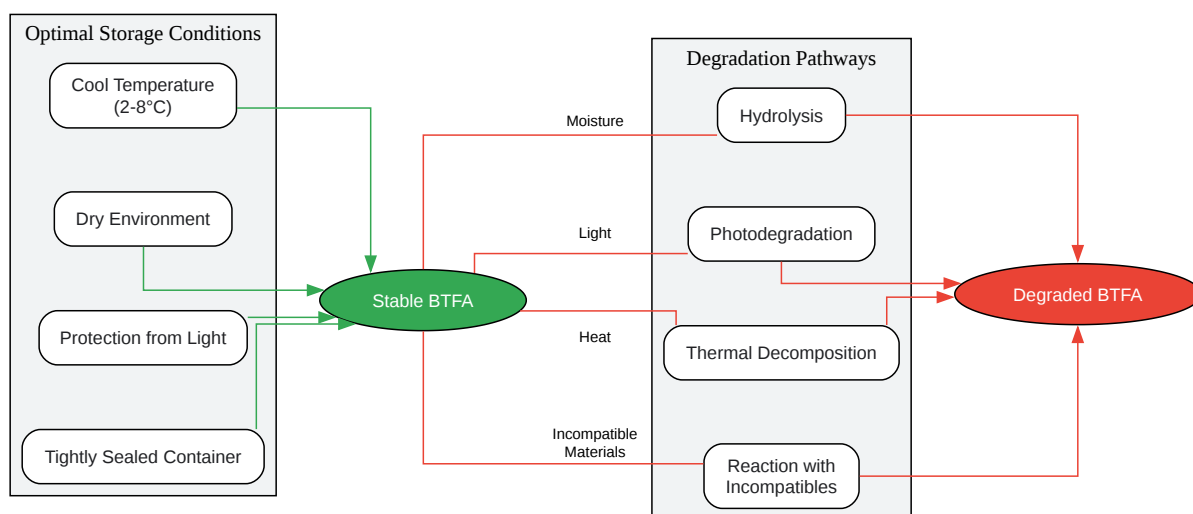 Optimal Storage Conditions
Cool Temperature
(2-8°C)
Dry Environment
Protection from Light
Tightly Sealed Container
Stable BTFA
Moisture
Light
Heat
Incompatible
Materials
Degradation Pathways
Hydrolysis
Photodegradation
Thermal Decomposition
Reaction with
Incompatibles
Degraded BTFA